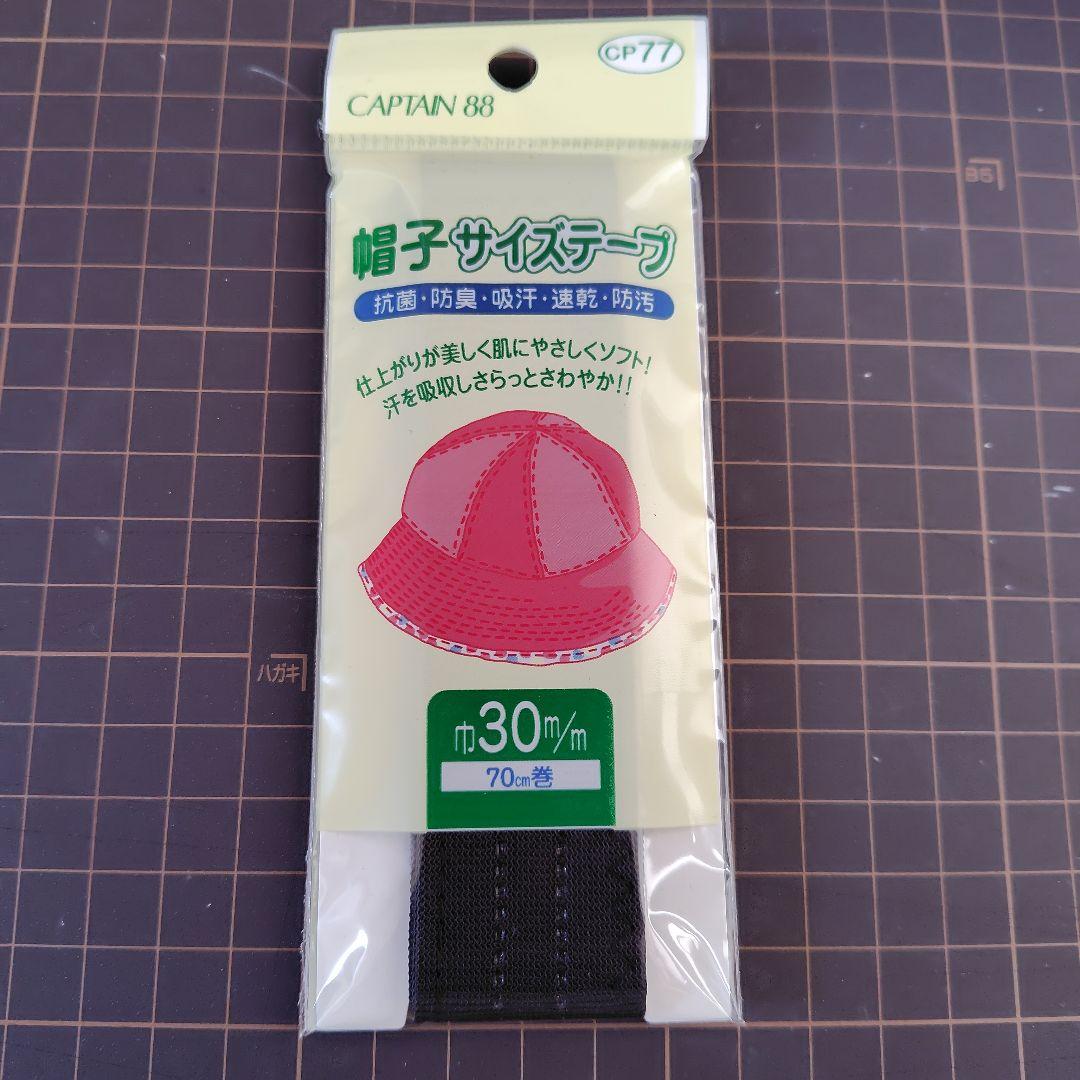 CP77
CAPTAIN 88
B5
帽子サイズテープ
抗菌・防臭・吸汗・速乾・防汚
仕上がりが美しく肌にやさしくソフト!
汗を吸収しさらっとさわやか!!
ハガキ
巾30m/m
70cm巻